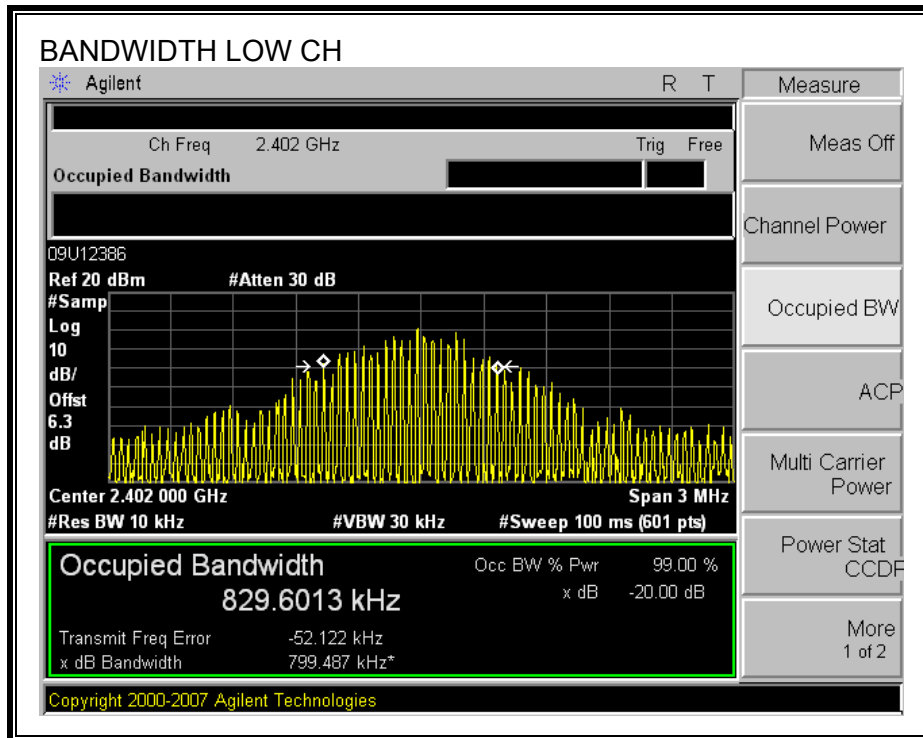 BANDWIDTH LOW CH
Agilent R T
Measure
Ch Freq 2.402 GHz Trig Free
Occupied Bandwidth
Meas Off
Channel Power
Occupied BW
ACP
Multi Carrier
Power
Power Stat
CCDF
More
1 of 2
09U12386
Ref 20 dBm #Atten 30 dB
#Samp
Log
10
dB/
Offst
6.3
dB
Center 2.402 000 GHz Span 3 MHz
#Res BW 10 kHz #VBW 30 kHz #Sweep 100 ms (601 pts)
Occupied Bandwidth
829.6013 kHz
Occ BW % Pwr 99.00 %
x dB -20.00 dB
Transmit Freq Error -52.122 kHz
x dB Bandwidth 799.487 kHz*
Copyright 2000-2007 Agilent Technologies